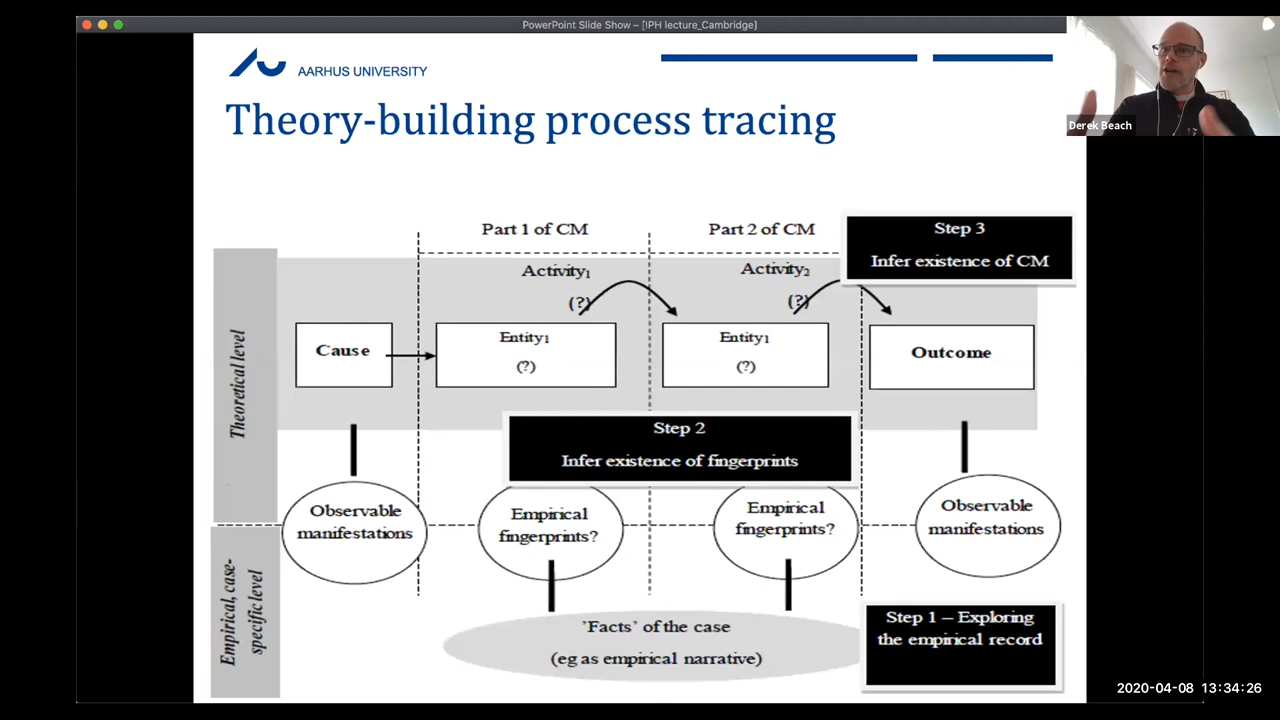 PowerPoint Slide Show – [IPH lecture_Cambridge]
AARHUS UNIVERSITY
Derek Beach
Theory-building process tracing
Part 1 of CM
Part 2 of CM
Step 3
Infer existence of CM
Activity₁
(?)
Activity₂
(?)
Theoretical level
Cause
Entity₁
(?)
Entity₁
(?)
Outcome
Step 2
Infer existence of fingerprints
Observable
manifestations
Empirical
fingerprints?
Empirical
fingerprints?
Observable
manifestations
Empirical, case-
specific level
'Facts' of the case
(eg as empirical narrative)
Step 1 – Exploring
the empirical record
2020-04-08 13:34:26